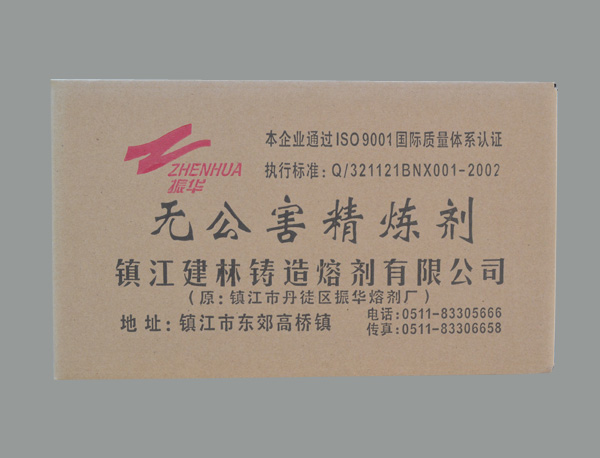 ZHENHUA
振华
本企业通过ISO9001国际质量体系认证
执行标准：Q/321121BNX001-2002
无公害精炼剂
镇江建林铸造熔剂有限公司
（原：镇江市丹徒区振华熔剂厂）
地址：镇江市东郊高桥镇
电话：0511-83305666
传真：0511-83306658